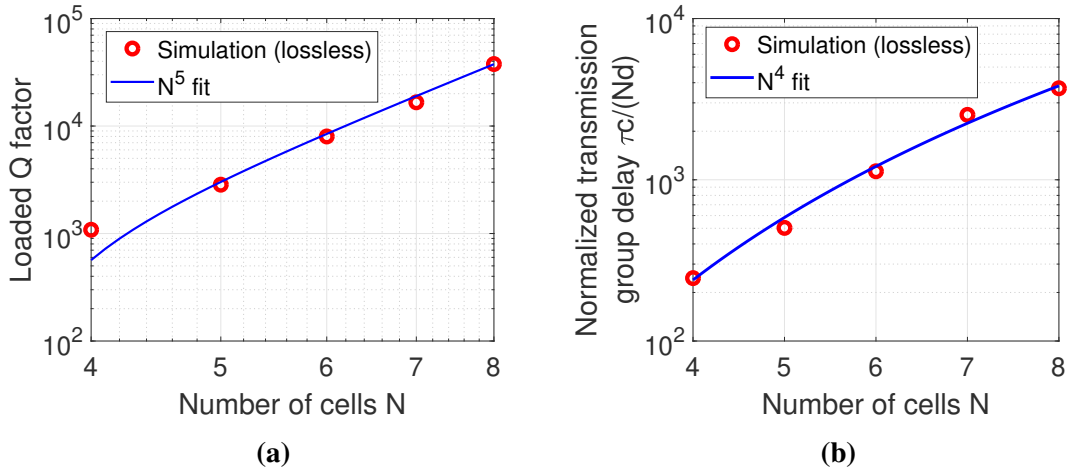 10^5
10^4
10^3
10^2
Loaded Q factor
Simulation (lossless)
N^5 fit
4 5 6 7 8
Number of cells N
(a)
10^4
10^3
10^2
Normalized transmission
group delay τc/(Nd)
Simulation (lossless)
N^4 fit
4 5 6 7 8
Number of cells N
(b)